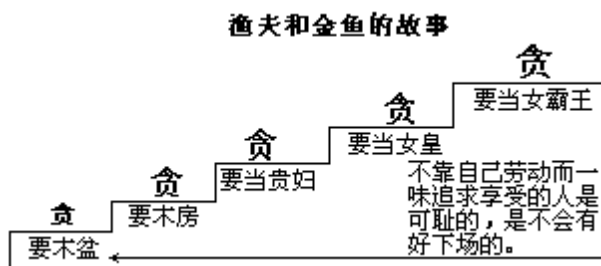 渔夫和金鱼的故事
贪
要当女霸王
贪
要当女皇
贪
要当贵妇
贪
要木房
贪
要木盆
不靠自己劳动而一
味追求享受的人是
可耻的，是不会有
好下场的。